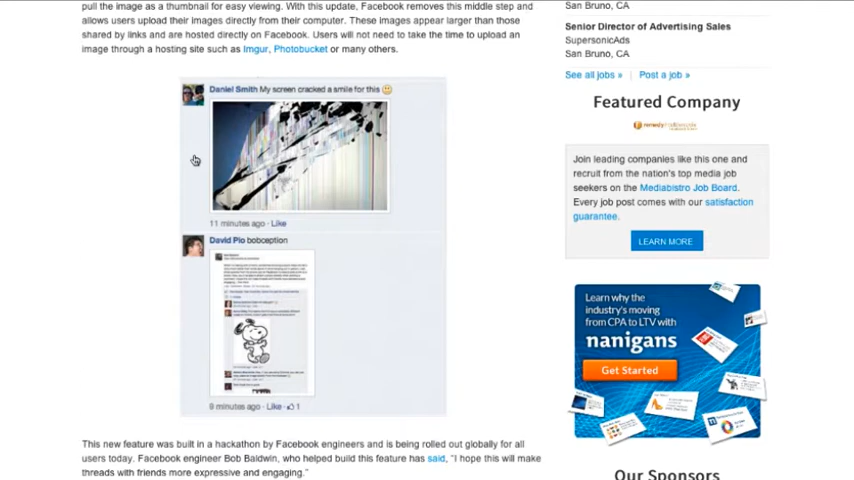 pull the image as a thumbnail for easy viewing. With this update, Facebook removes this middle step and
allows users upload their images directly from their computer. These images appear larger than those
shared by links and are hosted directly on Facebook. Users will not need to take the time to upload an
image through a hosting site such as Imgur, Photobucket or many others.
Daniel Smith My screen cracked a smile for this
11 minutes ago · Like
David Pio bobception
9 minutes ago · Like · 1
This new feature was built in a hackathon by Facebook engineers and is being rolled out globally for all
users today. Facebook engineer Bob Baldwin, who helped build this feature has said, "I hope this will make
threads with friends more expressive and engaging."
San Bruno, CA
Senior Director of Advertising Sales
SupersonicAds
San Bruno, CA
See all jobs » | Post a job »
Featured Company
Join leading companies like this one and
recruit from the nation's top media job
seekers on the Mediabistro Job Board.
Every job post comes with our satisfaction
guarantee.
LEARN MORE
Learn why the
industry's moving
from CPA to LTV with
nanigans
Get Started
Our Sponsors